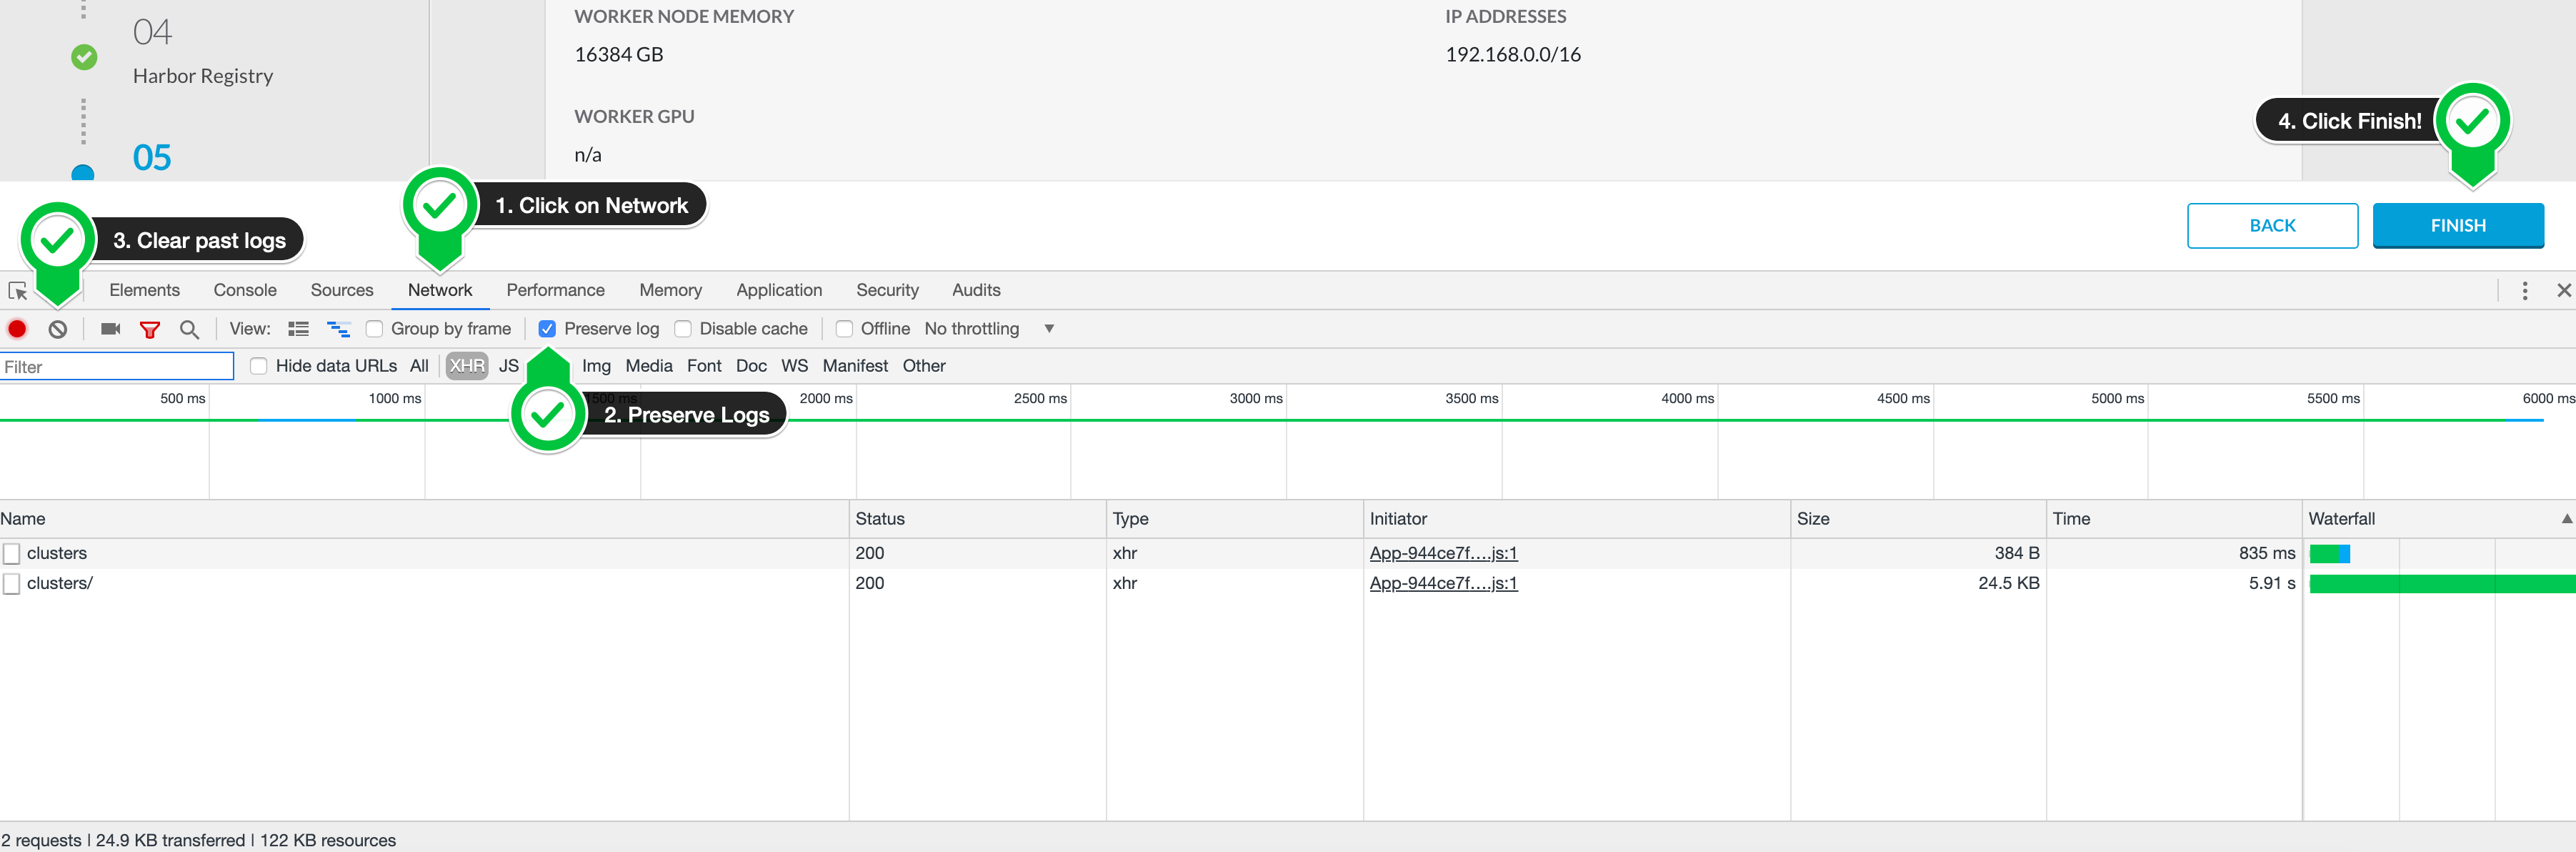 04
Harbor Registry
05
WORKER NODE MEMORY
16384 GB
WORKER GPU
n/a
IP ADDRESSES
192.168.0.0/16
4. Click Finish!
1. Click on Network
3. Clear past logs
BACK
FINISH
Elements Console Sources Network Performance Memory Application Security Audits
View: Group by frame Preserve log Disable cache Offline No throttling
Filter Hide data URLs All XHR JS Img Media Font Doc WS Manifest Other
500 ms 1000 ms 1500 ms 2000 ms 2500 ms 3000 ms 3500 ms 4000 ms 4500 ms 5000 ms 5500 ms 6000 ms
2. Preserve Logs
Name Status Type Initiator Size Time Waterfall
clusters 200 xhr App-944ce7f….js:1 384 B 835 ms
clusters/ 200 xhr App-944ce7f….js:1 24.5 KB 5.91 s
2 requests | 24.9 KB transferred | 122 KB resources